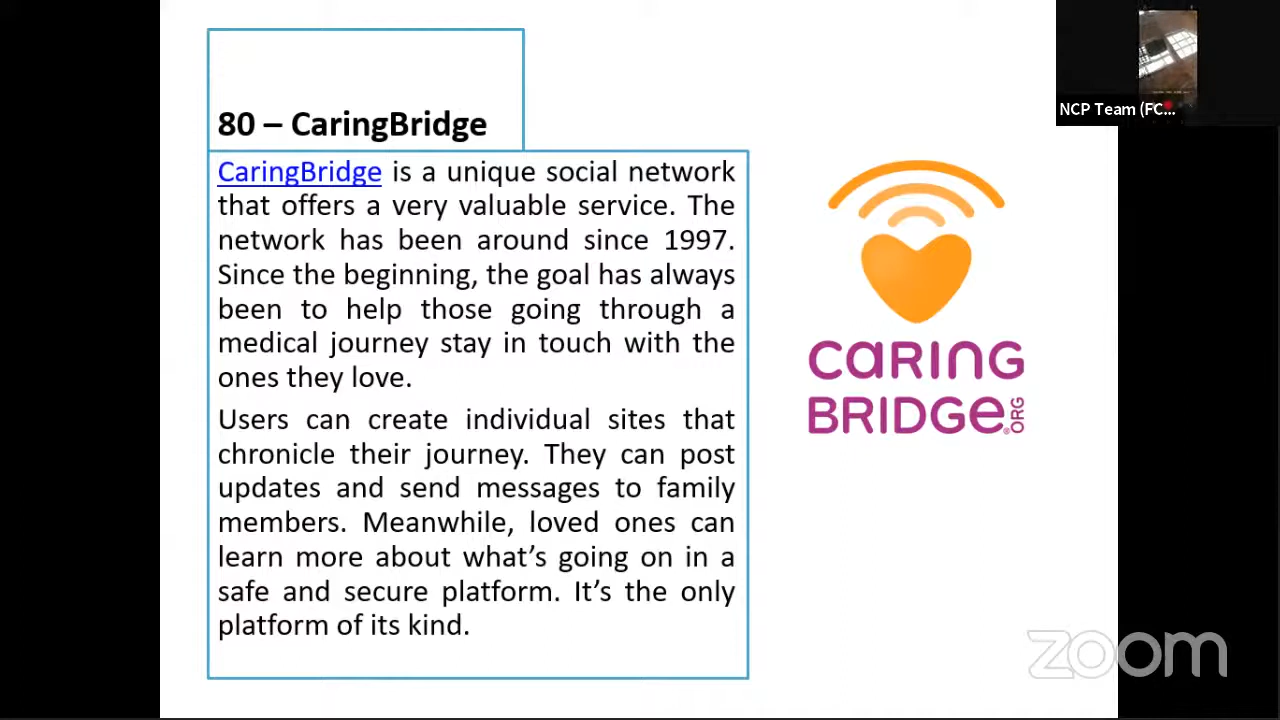 NCP Team (FC...
80 – CaringBridge
CaringBridge is a unique social network
that offers a very valuable service. The
network has been around since 1997.
Since the beginning, the goal has always
been to help those going through a
medical journey stay in touch with the
ones they love.
Users can create individual sites that
chronicle their journey. They can post
updates and send messages to family
members. Meanwhile, loved ones can
learn more about what’s going on in a
safe and secure platform. It’s the only
platform of its kind.
CARING
BRIDGE®.ORG
zoom